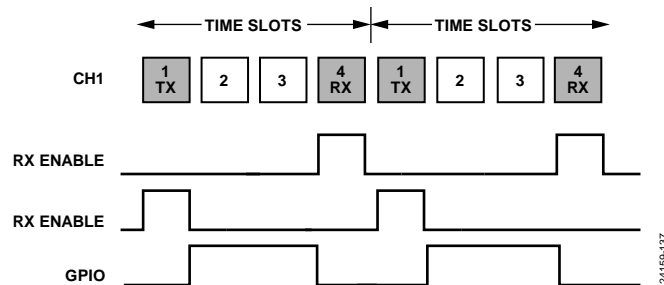 TIME SLOTS TIME SLOTS
CH1 1 TX 2 3 4 RX 1 TX 2 3 4 RX
RX ENABLE
RX ENABLE
GPIO
24159-137